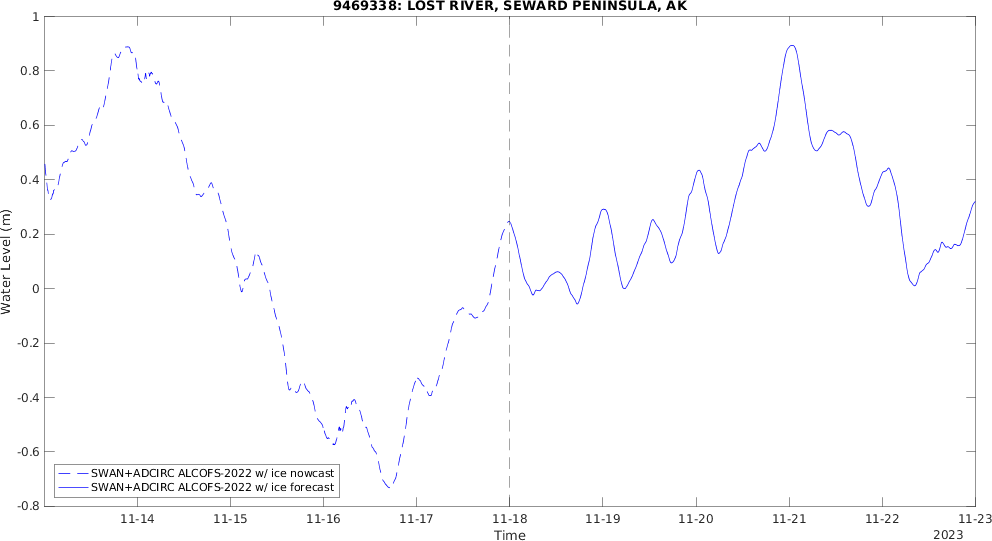 9469338: LOST RIVER, SEWARD PENINSULA, AK
1
0.8
0.6
0.4
0.2
0
-0.2
-0.4
-0.6
-0.8
Water Level (m)
SWAN+ADCIRC ALCOFS-2022 w/ ice nowcast
SWAN+ADCIRC ALCOFS-2022 w/ ice forecast
11-14 11-15 11-16 11-17 11-18 11-19 11-20 11-21 11-22 11-23
Time
2023